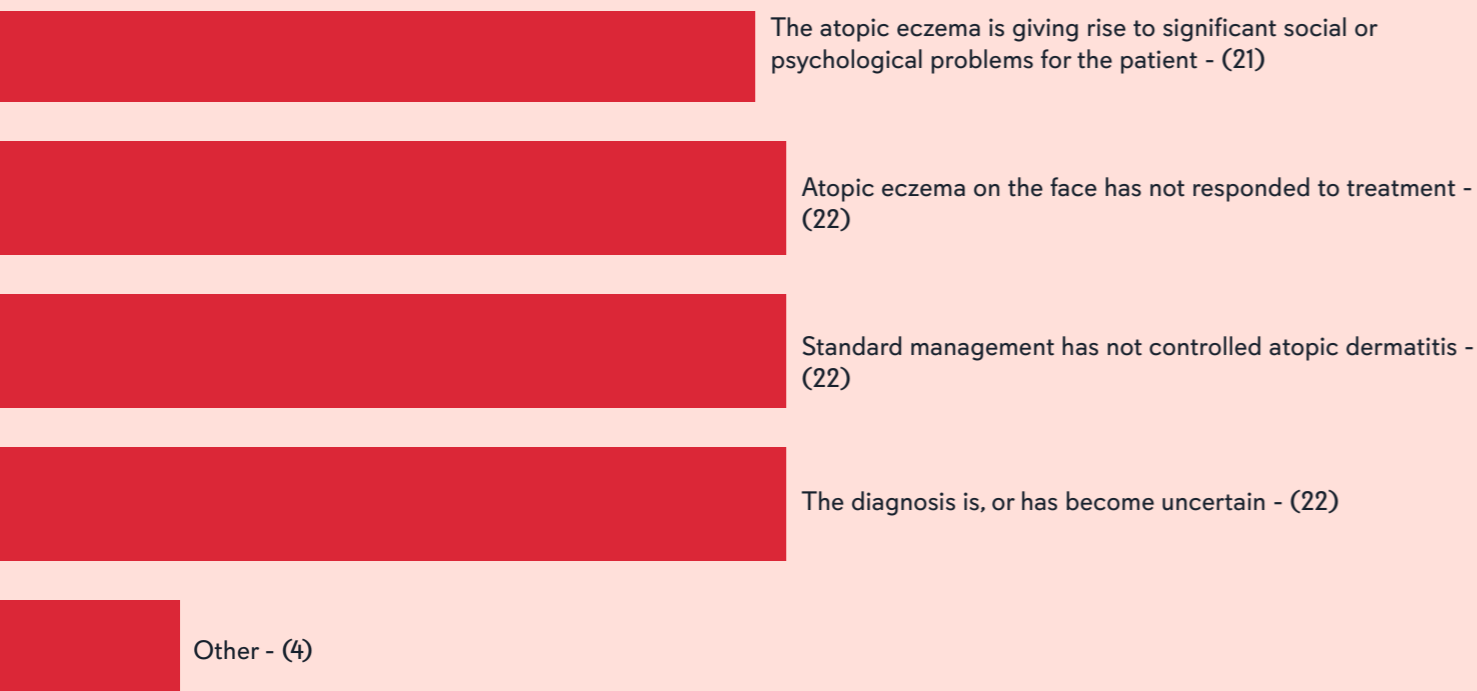 The atopic eczema is giving rise to significant social or
psychological problems for the patient - (21)
Atopic eczema on the face has not responded to treatment -
(22)
Standard management has not controlled atopic dermatitis -
(22)
The diagnosis is, or has become uncertain - (22)
Other - (4)